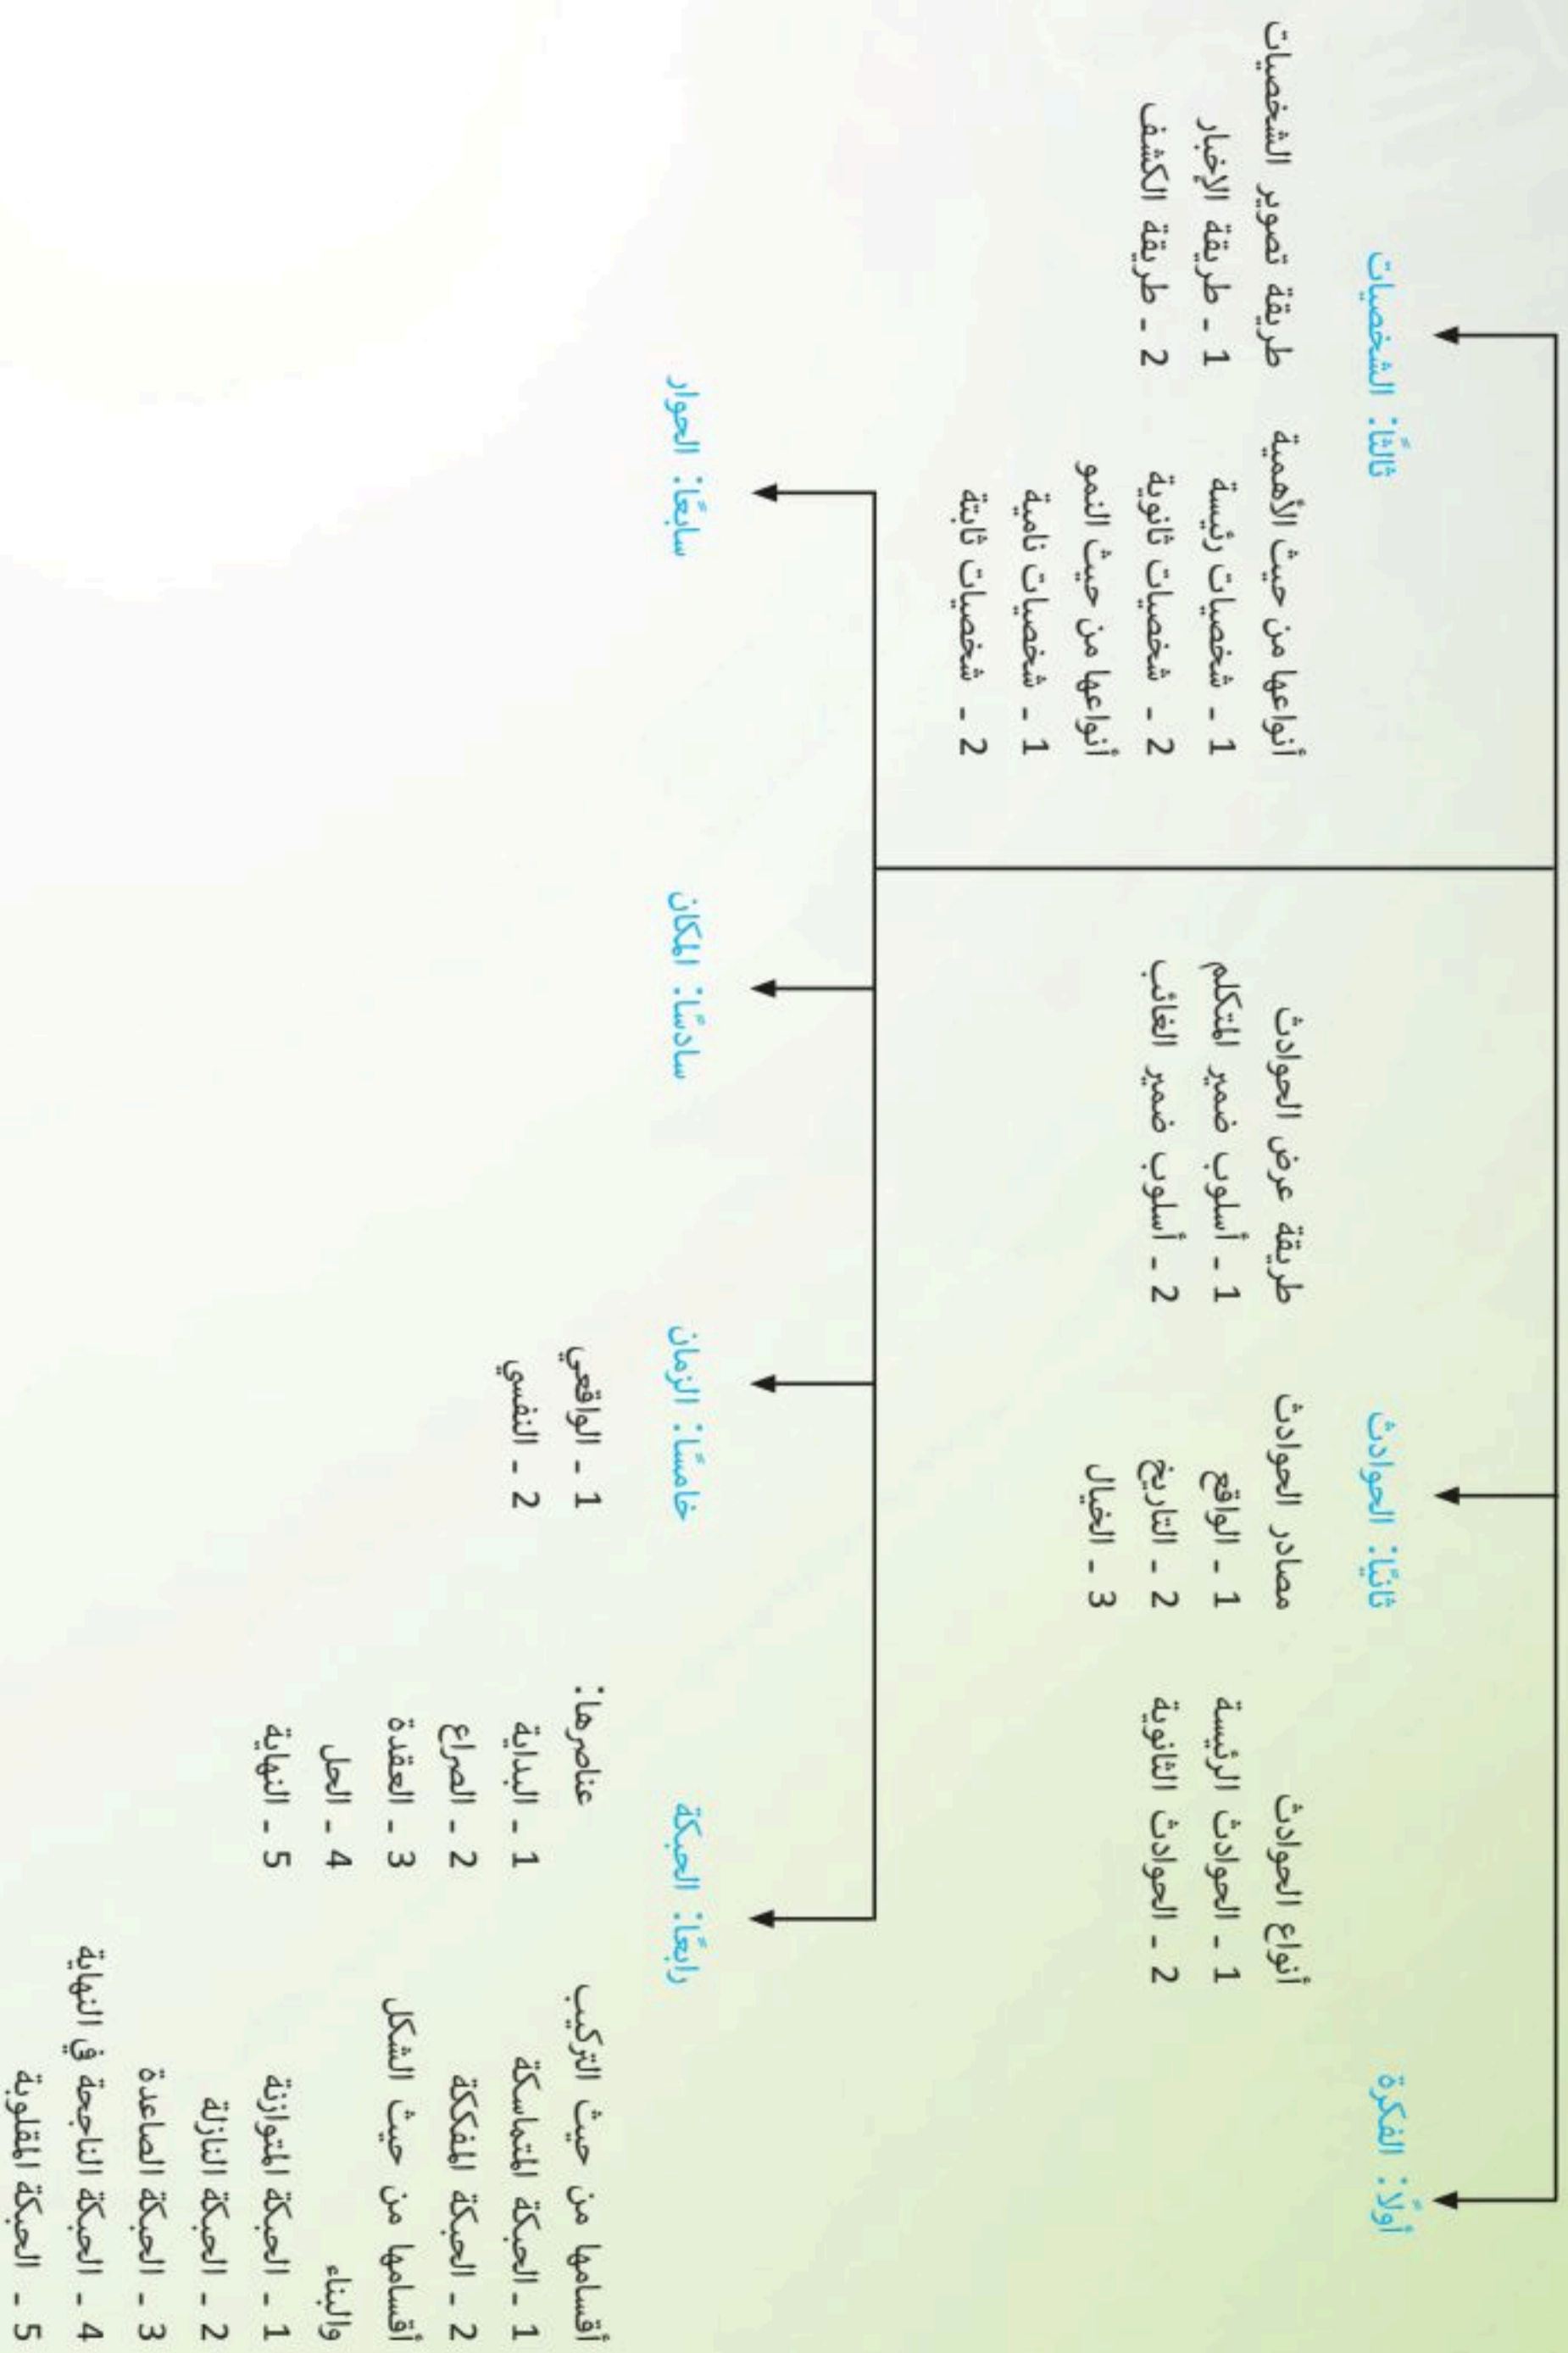 أولًا: الفكرة
ثانيًا: الحوادث
أنواع الحوادث
1 - الحوادث الرئيسة
2 - الحوادث الثانوية
مصادر الحوادث
1 - الواقع
2 - التاريخ
3 - الخيال
طريقة عرض الحوادث
1 - أسلوب ضمير المتكلم
2 - أسلوب ضمير الغائب
ثالثًا: الشخصيات
أنواعها من حيث الأهمية
1 - شخصيات رئيسة
2 - شخصيات ثانوية
أنواعها من حيث النمو
1 - شخصيات نامية
2 - شخصيات ثابتة
طريقة تصوير الشخصيات
1 - طريقة الإخبار
2 - طريقة الكشف
رابعًا: الحبكة
أقسامها من حيث التركيب
1 - الحبكة المتماسكة
2 - الحبكة المفككة
أقسامها من حيث الشكل
والبناء
1 - الحبكة المتوازنة
2 - الحبكة النازلة
3 - الحبكة الصاعدة
4 - الحبكة الناجحة في النهاية
5 - الحبكة المقلوبة
عناصرها:
1 - البداية
2 - الصراع
3 - العقدة
4 - الحل
5 - النهاية
خامسًا: الزمان
1 - الواقعي
2 - النفسي
سادسًا: المكان
سابعًا: الحوار